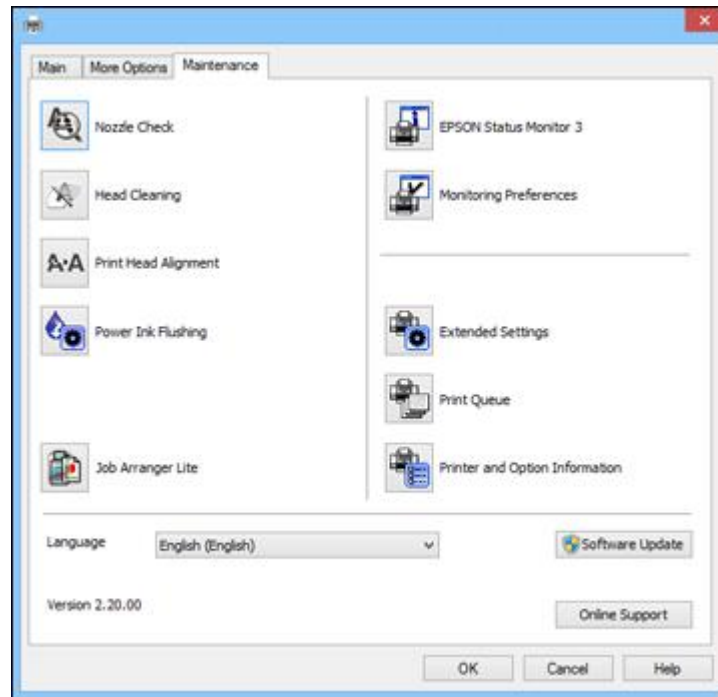 Main
More Options
Maintenance
Nozzle Check
EPSON Status Monitor 3
Head Cleaning
Monitoring Preferences
A·A
Print Head Alignment
Power Ink Flushing
Extended Settings
Print Queue
Job Arranger Lite
Printer and Option Information
Language
English (English)
Software Update
Version 2.20.00
Online Support
OK
Cancel
Help